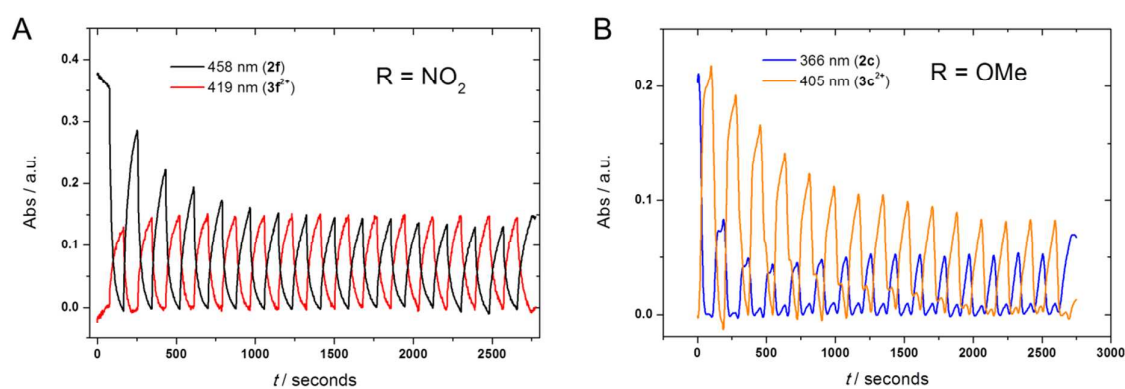 A
458 nm (2f)
419 nm (3f²⁺)
R = NO₂
Abs / a.u.
0.4
0.3
0.2
0.1
0.0
0
500
1000
1500
2000
2500
t / seconds
B
366 nm (2c)
405 nm (3c²⁺)
R = OMe
Abs / a.u.
0.2
0.1
0.0
0
500
1000
1500
2000
2500
3000
t / seconds